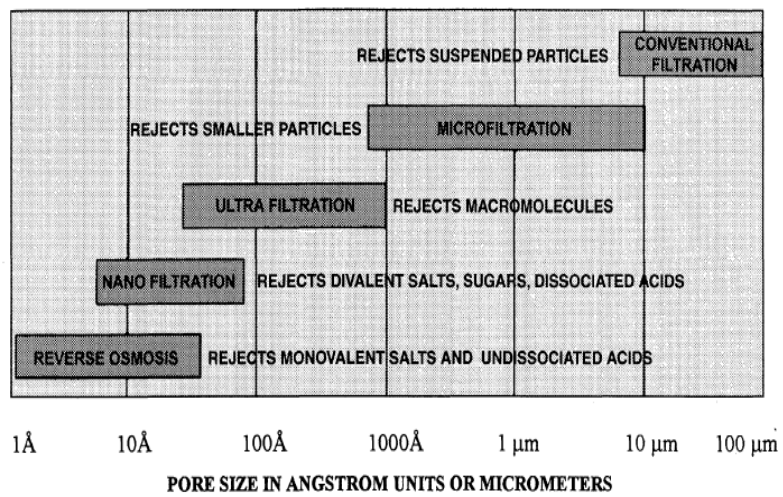 REJECTS SUSPENDED PARTICLES CONVENTIONAL
FILTRATION
REJECTS SMALLER PARTICLES MICROFILTRATION
ULTRA FILTRATION REJECTS MACROMOLECULES
NANO FILTRATION REJECTS DIVALENT SALTS, SUGARS, DISSOCIATED ACIDS
REVERSE OSMOSIS REJECTS MONOVALENT SALTS AND UNDISSOCIATED ACIDS
1Å 10Å 100Å 1000Å 1 μm 10 μm 100 μm
PORE SIZE IN ANGSTROM UNITS OR MICROMETERS